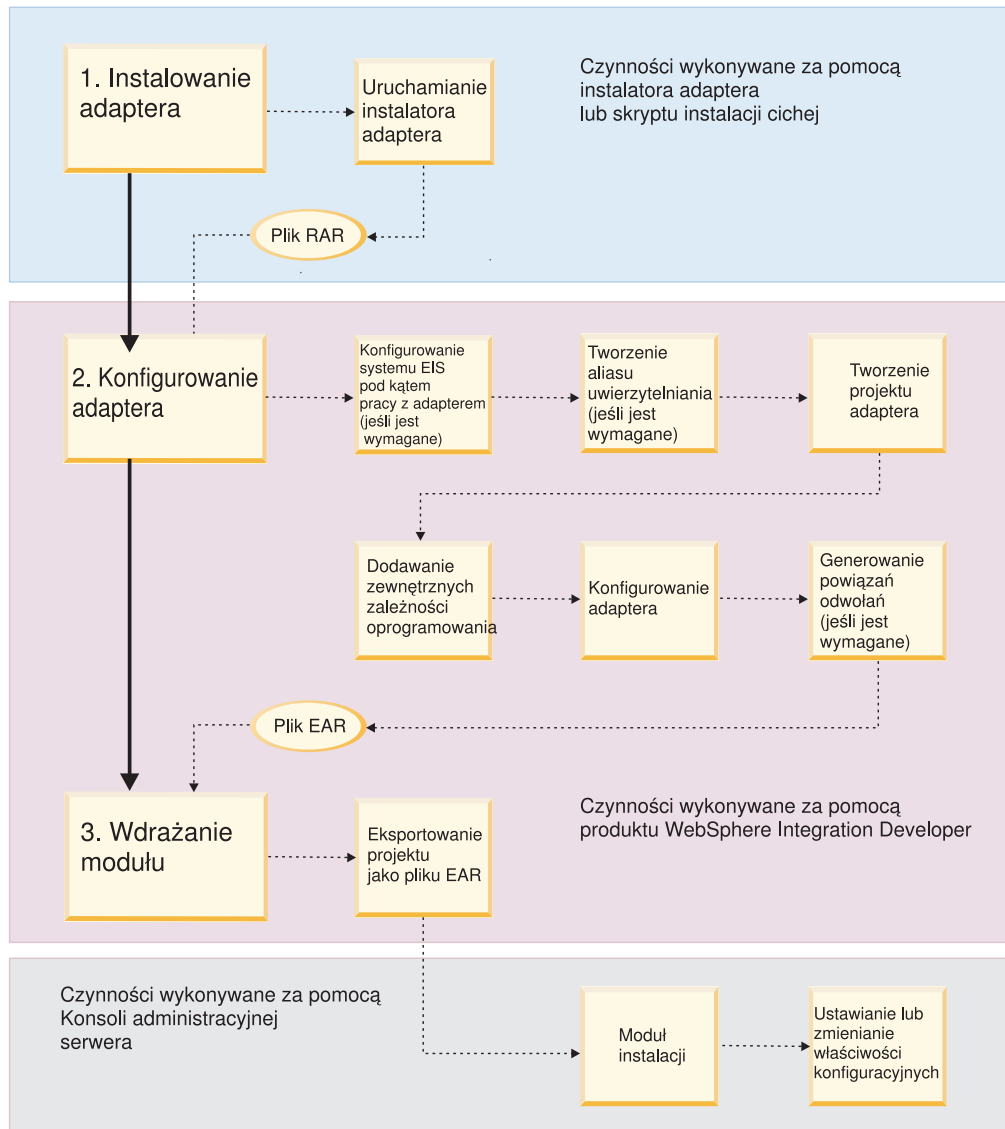 1. Instalowanie
adaptera
Uruchamianie
instalatora
adaptera
Czynności wykonywane za pomocą
instalatora adaptera
lub skryptu instalacji cichej
Plik RAR
2. Konfigurowanie
adaptera
Konfigurowanie
systemu EIS
pod kątem
pracy z adapterem
(jeśli jest
wymagane)
Tworzenie
aliasu
uwierzytelniania
(jeśli jest
wymagane)
Tworzenie
projektu
adaptera
Dodawanie
zewnętrznych
zależności
oprogramowania
Konfigurowanie
adaptera
Generowanie
powiązań
odwołań
(jeśli jest
wymagane)
Plik EAR
3. Wdrażanie
modułu
Eksportowanie
projektu
jako pliku EAR
Czynności wykonywane za pomocą
produktu WebSphere Integration Developer
Czynności wykonywane za pomocą
Konsoli administracyjnej
serwera
Moduł
instalacji
Ustawianie lub
zmienianie
właściwości
konfiguracyjnych